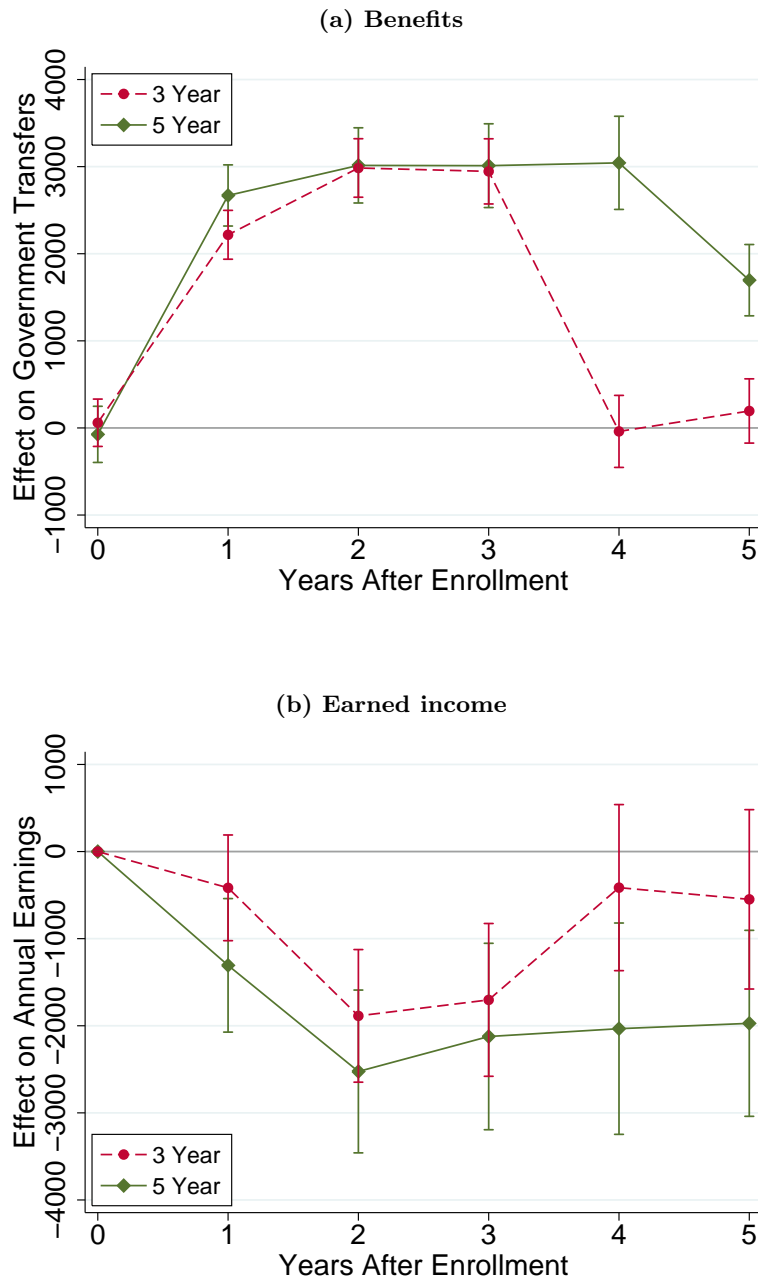 (a) Benefits
3 Year
5 Year
Effect on Government Transfers
4000
3000
2000
1000
0
−1000
0 1 2 3 4 5
Years After Enrollment
(b) Earned income
Effect on Annual Earnings
1000
0
−1000
−2000
−3000
−4000
3 Year
5 Year
0 1 2 3 4 5
Years After Enrollment